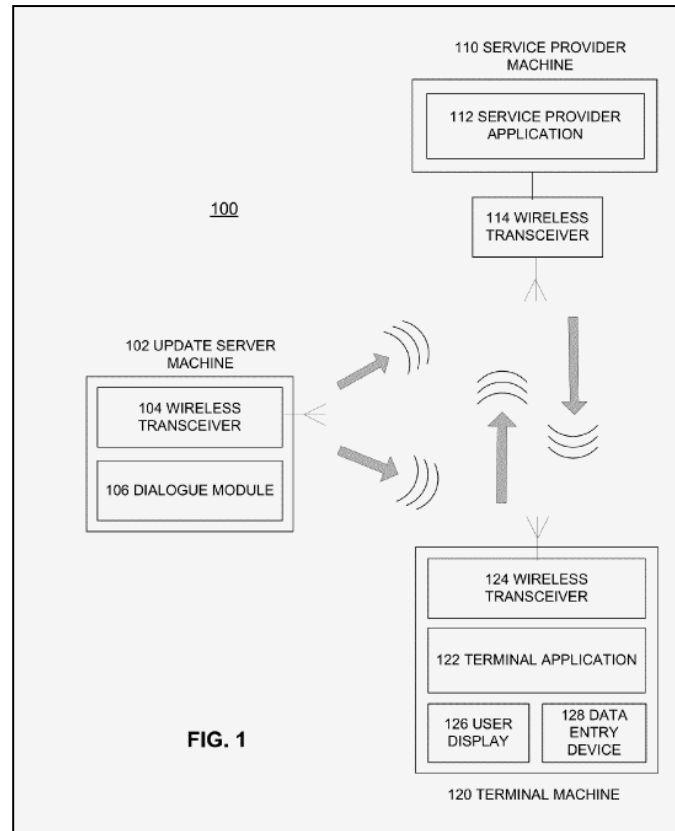 110 SERVICE PROVIDER
MACHINE
112 SERVICE PROVIDER
APPLICATION
100
114 WIRELESS
TRANSCEIVER
102 UPDATE SERVER
MACHINE
104 WIRELESS
TRANSCEIVER
106 DIALOGUE MODULE
124 WIRELESS
TRANSCEIVER
122 TERMINAL APPLICATION
126 USER
DISPLAY
128 DATA
ENTRY
DEVICE
FIG. 1
120 TERMINAL MACHINE